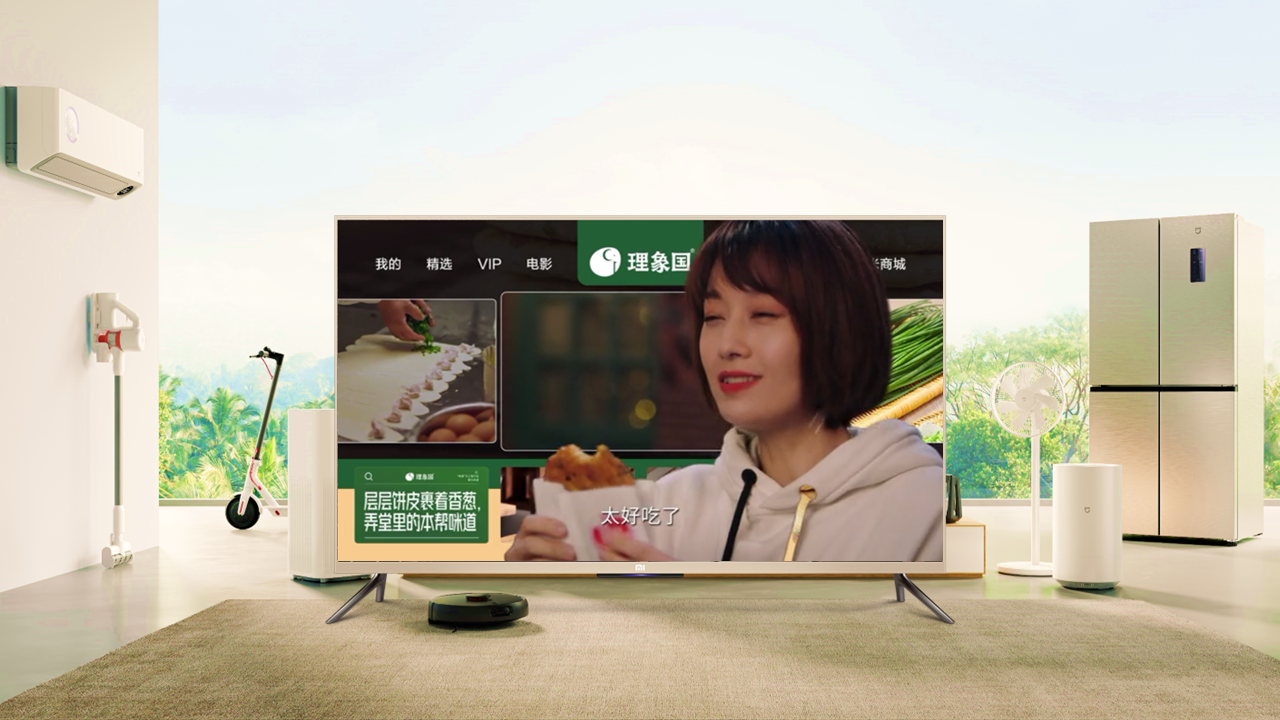 我的 精选 VIP 电影 理象国 商城
理象国
层层饼皮裹着香葱,
弄堂里的本帮味道
太好吃了
mi